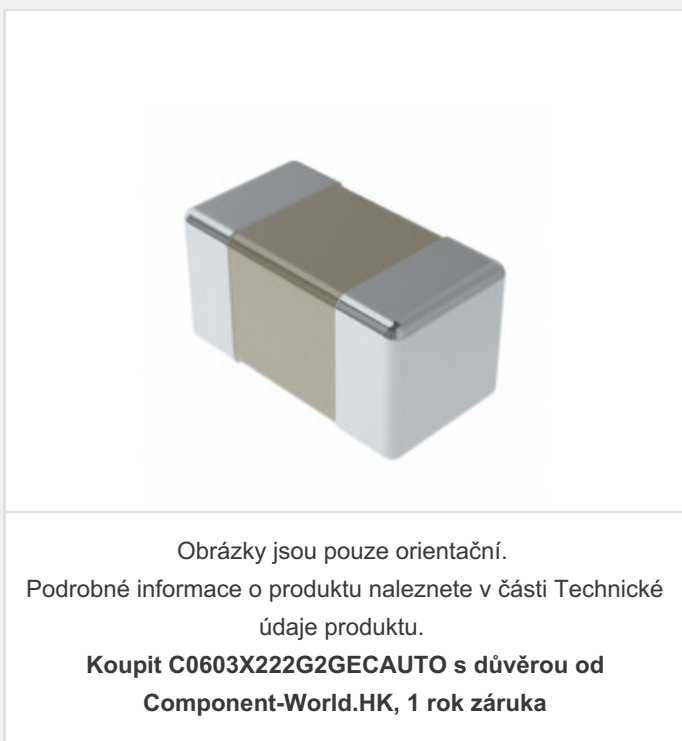 Obrázky jsou pouze orientační.
Podrobné informace o produktu naleznete v části Technické
údaje produktu.
Koupit C0603X222G2GECAUTO s důvěrou od
Component-World.HK, 1 rok záruka